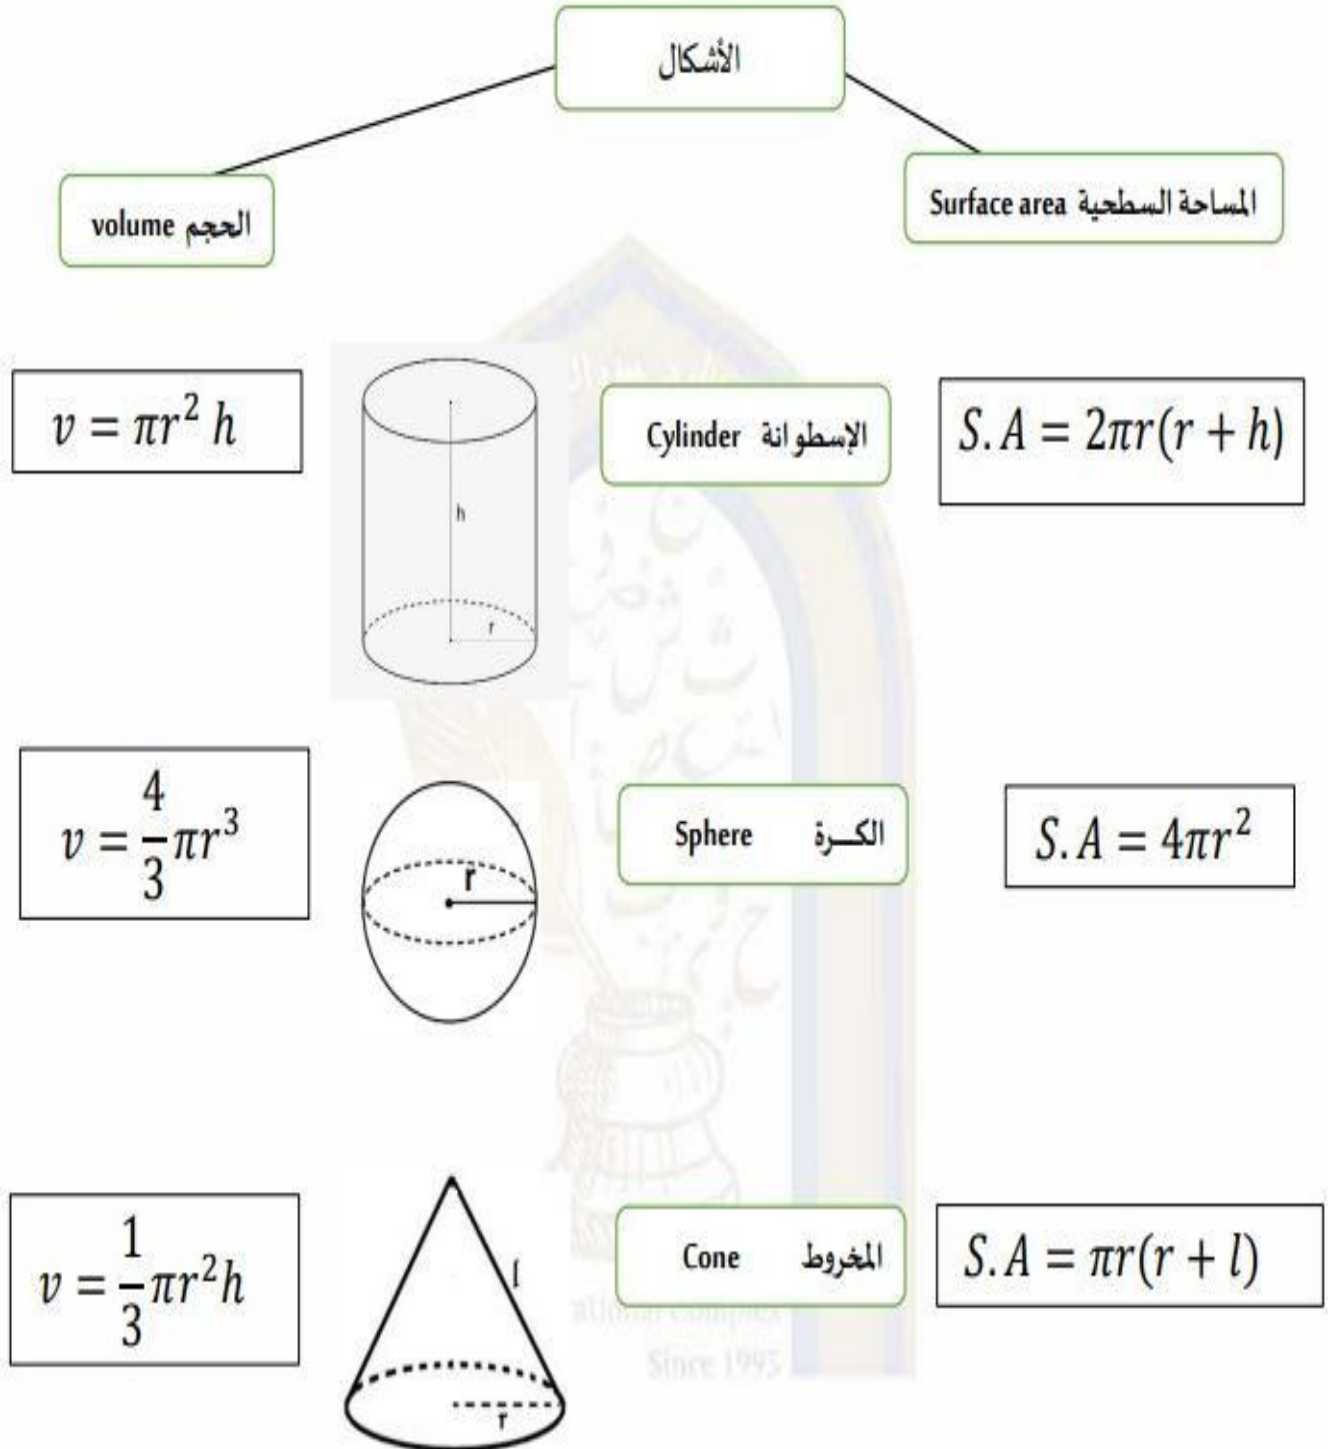 الأشكال
المساحة السطحية Surface area
الحجم volume
v = πr² h
h
r
الإسطوانة Cylinder
S.A = 2πr(r + h)
v = 4/3 πr³
r
Sphere الكـــرة
S.A = 4πr²
v = 1/3 πr²h
l
r
Cone المخروط
S.A = πr(r + l)
complex
Since 1995